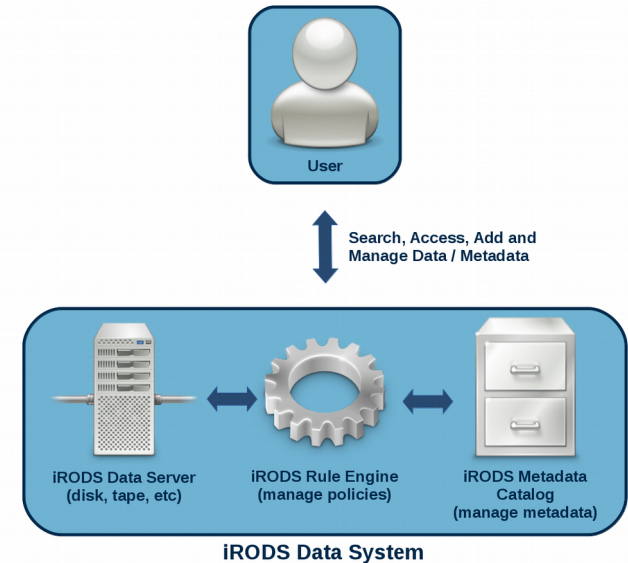 User
Search, Access, Add and
Manage Data / Metadata
iRODS Data Server
(disk, tape, etc)
iRODS Rule Engine
(manage policies)
iRODS Metadata
Catalog
(manage metadata)
iRODS Data System